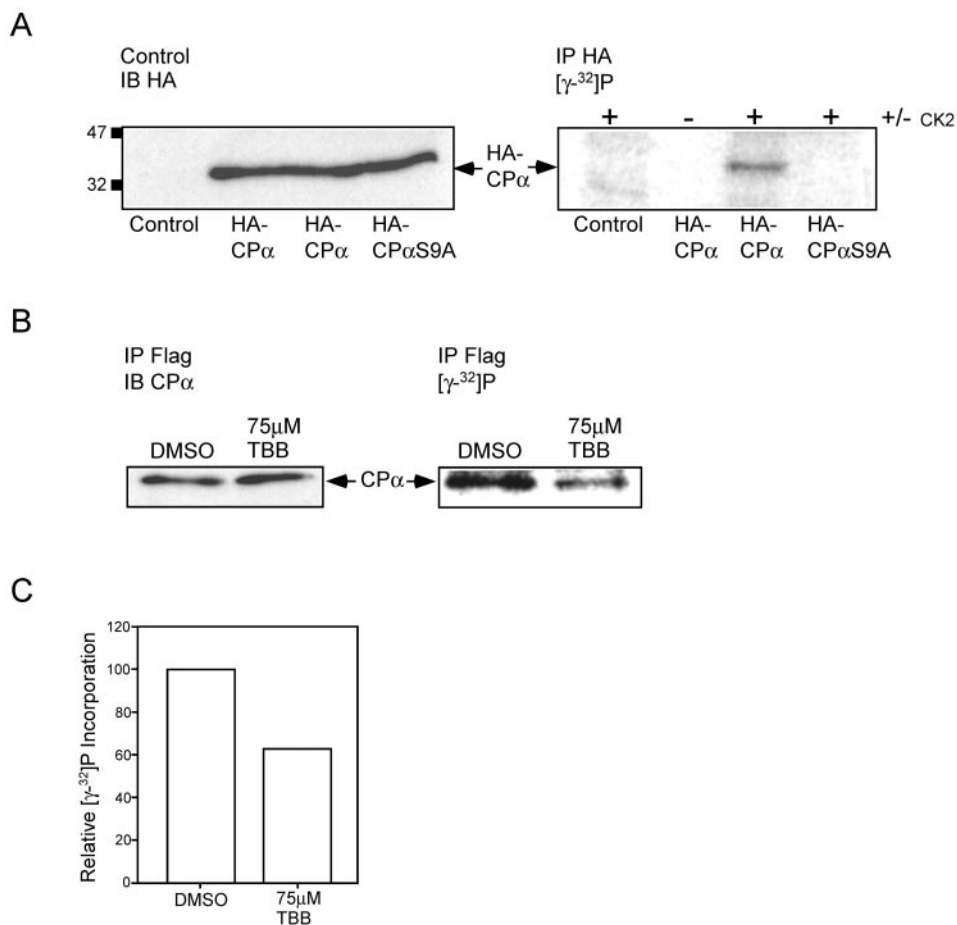 A
Control
IB HA
IP HA
[γ-³²]P
+ - + + +/- CK2
47
32
HA-
CPα
Control HA- HA- HA-
CPα CPα CPαS9A
Control HA- HA- HA-
CPα CPα CPαS9A
B
IP Flag
IB CPα
IP Flag
[γ-³²]P
DMSO 75μM
TBB
DMSO 75μM
TBB
CPα
C
Relative [γ-³²]P Incorporation
120
100
80
60
40
20
0
DMSO 75μM
TBB